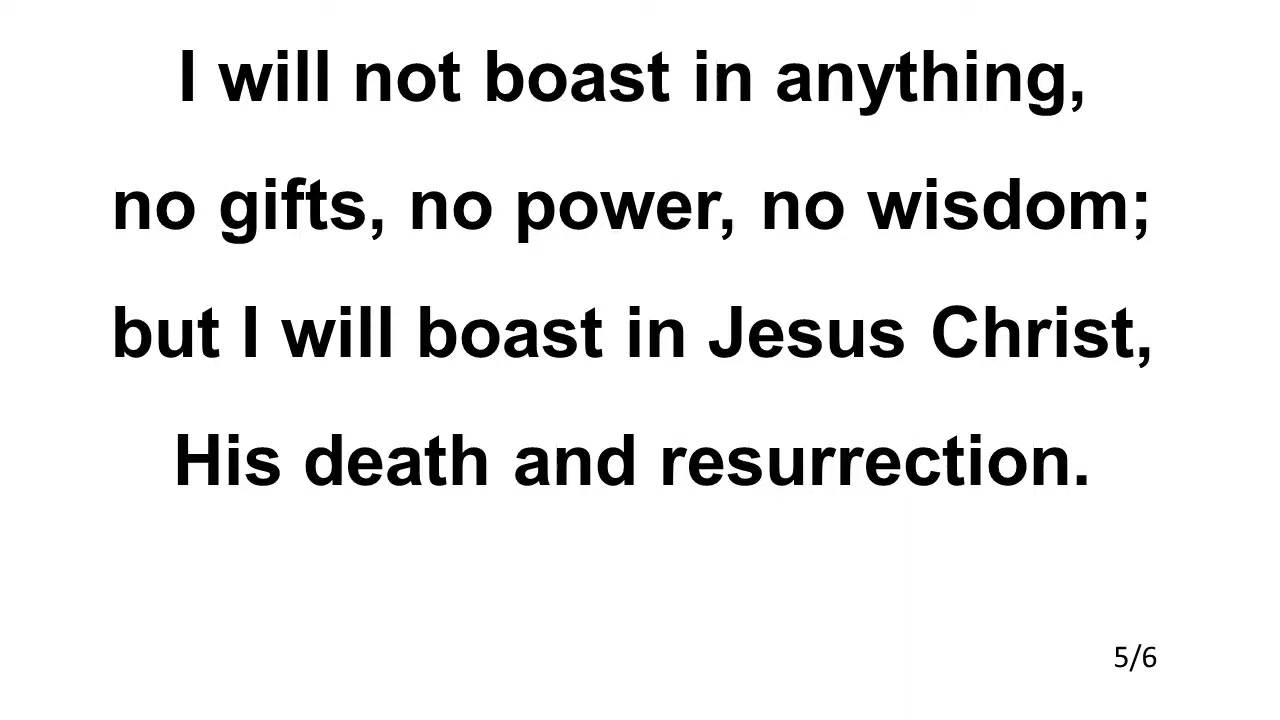 I will not boast in anything,
no gifts, no power, no wisdom;
but I will boast in Jesus Christ,
His death and resurrection.
5/6